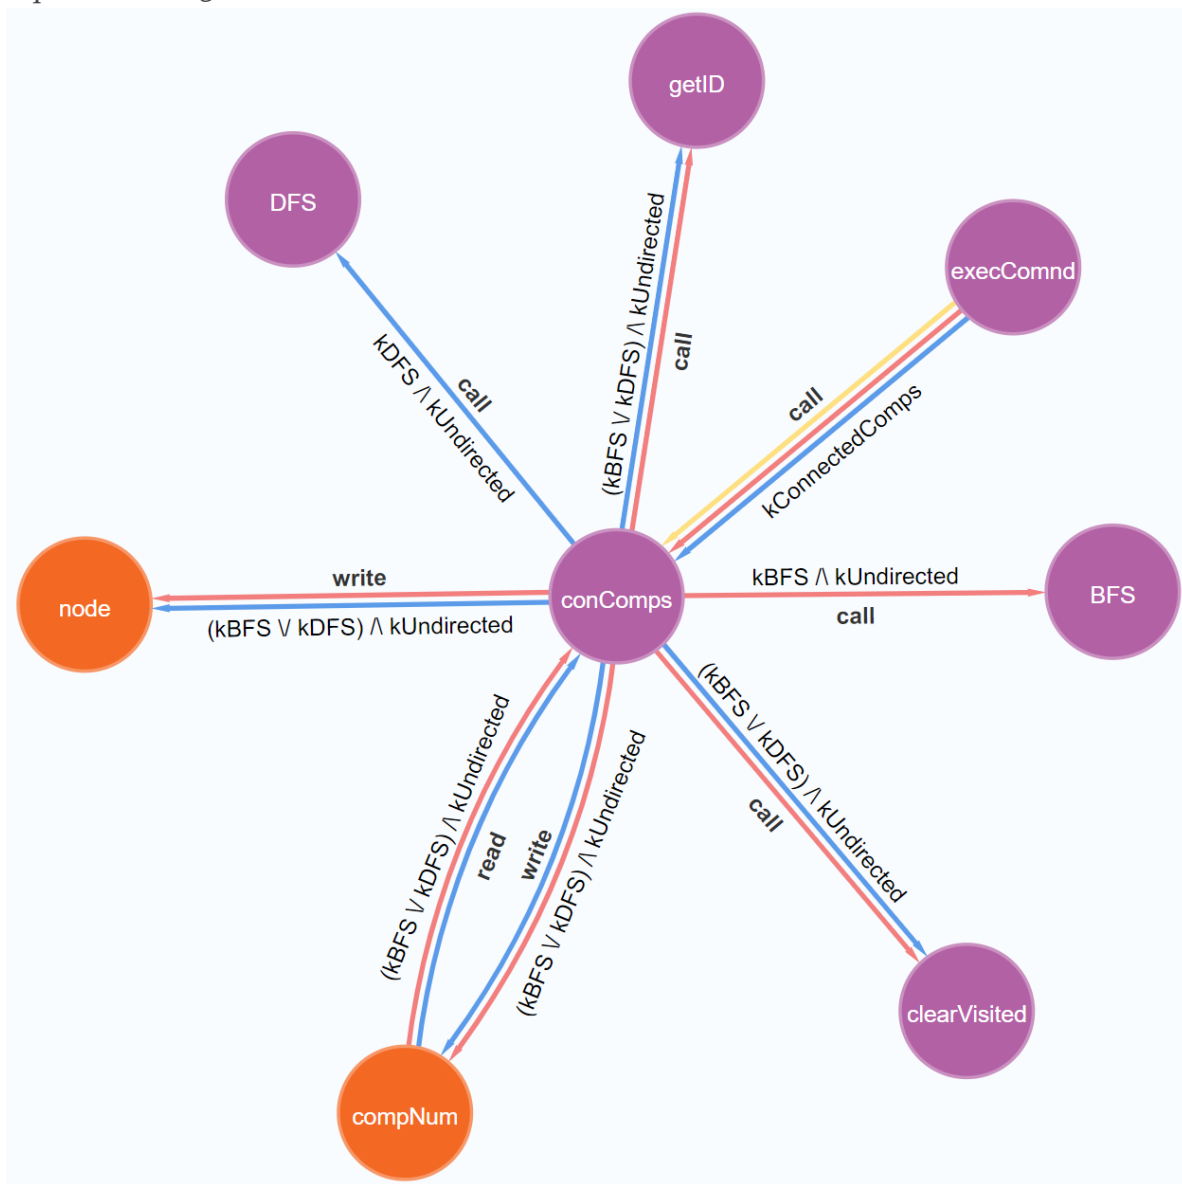 getID
DFS
execComnd
(kBFS \/ kDFS) /\ kUndirected
call
call
kDFS /\ kUndirected
call
kConnectedComps
write
(kBFS \/ kDFS) /\ kUndirected
node
conComps
kBFS /\ kUndirected
call
BFS
(kBFS \/ kDFS) /\ kUndirected
read
write
(kBFS \/ kDFS) /\ kUndirected
(kBFS \/ kDFS) /\ kUndirected
call
clearVisited
compNum